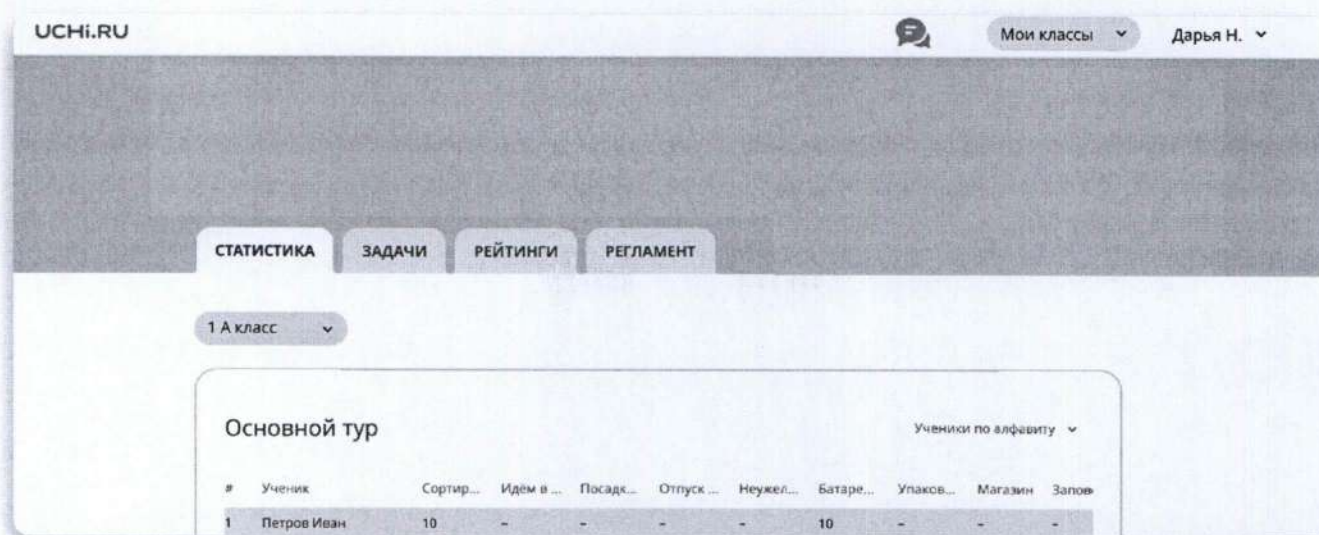 UCHi.RU Мои классы Дарья Н.
СТАТИСТИКА ЗАДАЧИ РЕЙТИНГИ РЕГЛАМЕНТ
1 А класс
Основной тур Ученики по алфавиту
# Ученик Сортир... Идём в ... Посадк... Отпуск ... Неужел... Батаре... Упаков... Магазин Запов
1 Петров Иван 10 – – – – 10 – – –